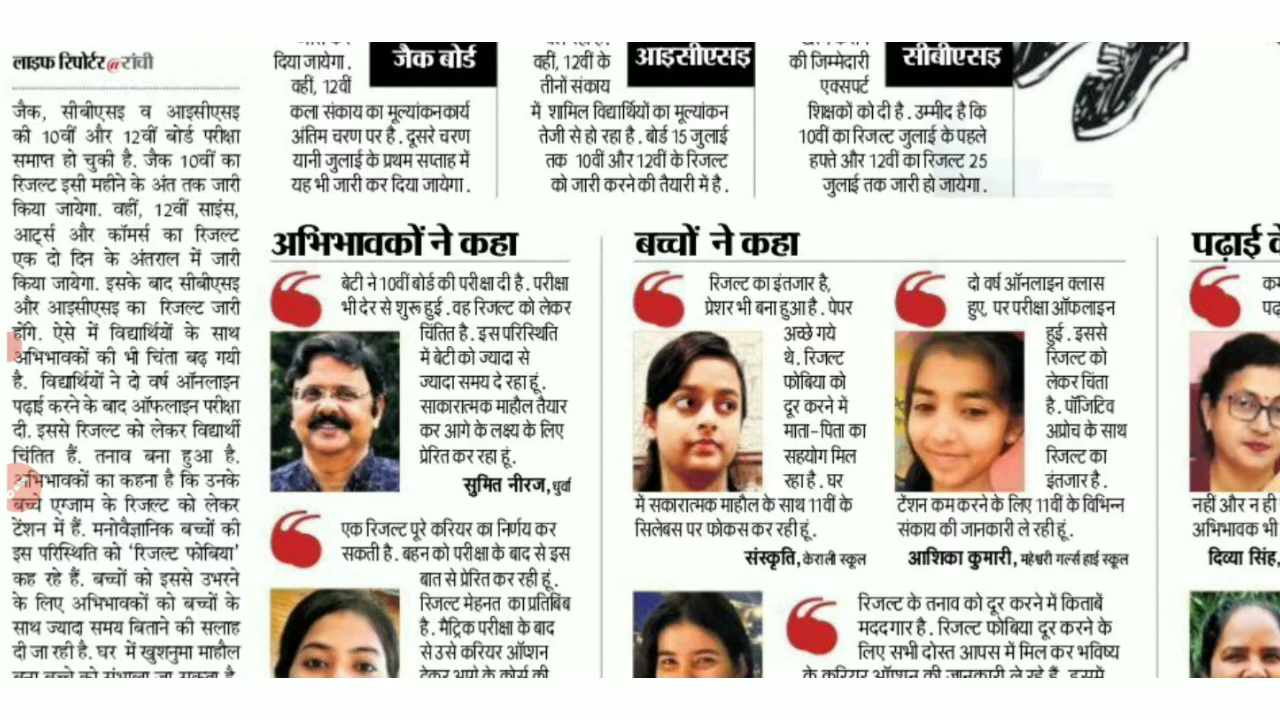 लाइफ रिपोर्टर@रांची
जैक, सीबीएसइ व आइसीएसइ
की 10वीं और 12वीं बोर्ड परीक्षा
समाप्त हो चुकी है. जैक 10वीं का
रिजल्ट इसी महीने के अंत तक जारी
किया जायेगा. वहीं, 12वीं साइंस,
आर्ट्स और कॉमर्स का रिजल्ट
एक दो दिन के अंतराल में जारी
किया जायेगा. इसके बाद सीबीएसइ
और आइसीएसइ का रिजल्ट जारी
होंगे. ऐसे में विद्यार्थियों के साथ
अभिभावकों की भी चिंता बढ़ गयी
है. विद्यार्थियों ने दो वर्ष ऑनलाइन
पढ़ाई करने के बाद ऑफलाइन परीक्षा
दी. इससे रिजल्ट को लेकर विद्यार्थी
चिंतित हैं. तनाव बना हुआ है.
अभिभावकों का कहना है कि उनके
बच्चे एग्जाम के रिजल्ट को लेकर
टेंशन में हैं. मनोवैज्ञानिक बच्चों की
इस परिस्थिति को 'रिजल्ट फोबिया'
कह रहे हैं. बच्चों को इससे उभरने
के लिए अभिभावकों को बच्चों के
साथ ज्यादा समय बिताने की सलाह
दी जा रही है. घर में खुशनुमा माहौल
जैक बोर्ड
दिया जायेगा.
वहीं, 12वीं
कला संकाय का मूल्यांकन कार्य
अंतिम चरण पर है. दूसरे चरण
यानी जुलाई के प्रथम सप्ताह में
यह भी जारी कर दिया जायेगा.
आइसीएसइ
वहीं, 12वीं के
तीनों संकाय
में शामिल विद्यार्थियों का मूल्यांकन
तेजी से हो रहा है. बोर्ड 15 जुलाई
तक 10वीं और 12वीं के रिजल्ट
को जारी करने की तैयारी में है.
सीबीएसइ
की जिम्मेदारी
एक्सपर्ट
शिक्षकों को दी है. उम्मीद है कि
10वीं का रिजल्ट जुलाई के पहले
हफ्ते और 12वीं का रिजल्ट 25
जुलाई तक जारी हो जायेगा.
अभिभावकों ने कहा
बेटी ने 10वीं बोर्ड की परीक्षा दी है. परीक्षा
भी देर से शुरू हुई. वह रिजल्ट को लेकर
चिंतित है. इस परिस्थिति
में बेटी को ज्यादा से
ज्यादा समय दे रहा हूं.
साकारात्मक माहौल तैयार
कर आगे के लक्ष्य के लिए
प्रेरित कर रहा हूं.
सुमित नीरज, धुर्वा
एक रिजल्ट पूरे करियर का निर्णय कर
सकती है. बहन को परीक्षा के बाद से इस
बात से प्रेरित कर रही हूं.
रिजल्ट मेहनत का प्रतिबिंब
है. मैट्रिक परीक्षा के बाद
से उसे करियर ऑप्शन
देकर आगे के कोर्स की
बच्चों ने कहा
रिजल्ट का इंतजार है,
प्रेशर भी बना हुआ है. पेपर
अच्छे गये
थे. रिजल्ट
फोबिया को
दूर करने में
माता-पिता का
सहयोग मिल
रहा है. घर
में सकारात्मक माहौल के साथ 11वीं के
सिलेबस पर फोकस कर रही हूं.
संस्कृति, केराली स्कूल
दो वर्ष ऑनलाइन क्लास
हुए, पर परीक्षा ऑफलाइन
हुई. इससे
रिजल्ट को
लेकर चिंता
है. पॉजिटिव
अप्रोच के साथ
रिजल्ट का
इंतजार है.
टेंशन कम करने के लिए 11वीं के विभिन्न
संकाय की जानकारी ले रही हूं.
आशिका कुमारी, महेश्वरी गर्ल्स हाई स्कूल
रिजल्ट के तनाव को दूर करने में किताबें
मददगार है. रिजल्ट फोबिया दूर करने के
लिए सभी दोस्त आपस में मिल कर भविष्य
के करियर ऑप्शन की जानकारी ले रहे हैं. इसमें
पढ़ाई के
नहीं और न ही
अभिभावक भी
दिव्या सिंह,